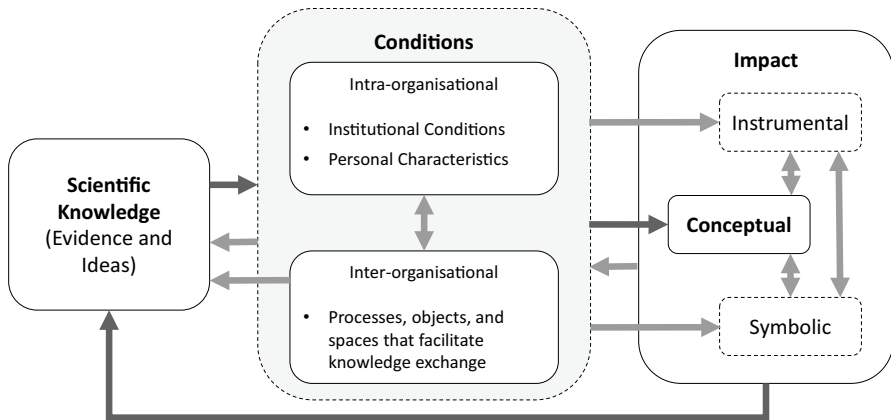 Scientific
Knowledge
(Evidence and
Ideas)
Conditions
Intra-organisational
• Institutional Conditions
• Personal Characteristics
Inter-organisational
• Processes, objects, and
spaces that facilitate
knowledge exchange
Impact
Instrumental
Conceptual
Symbolic